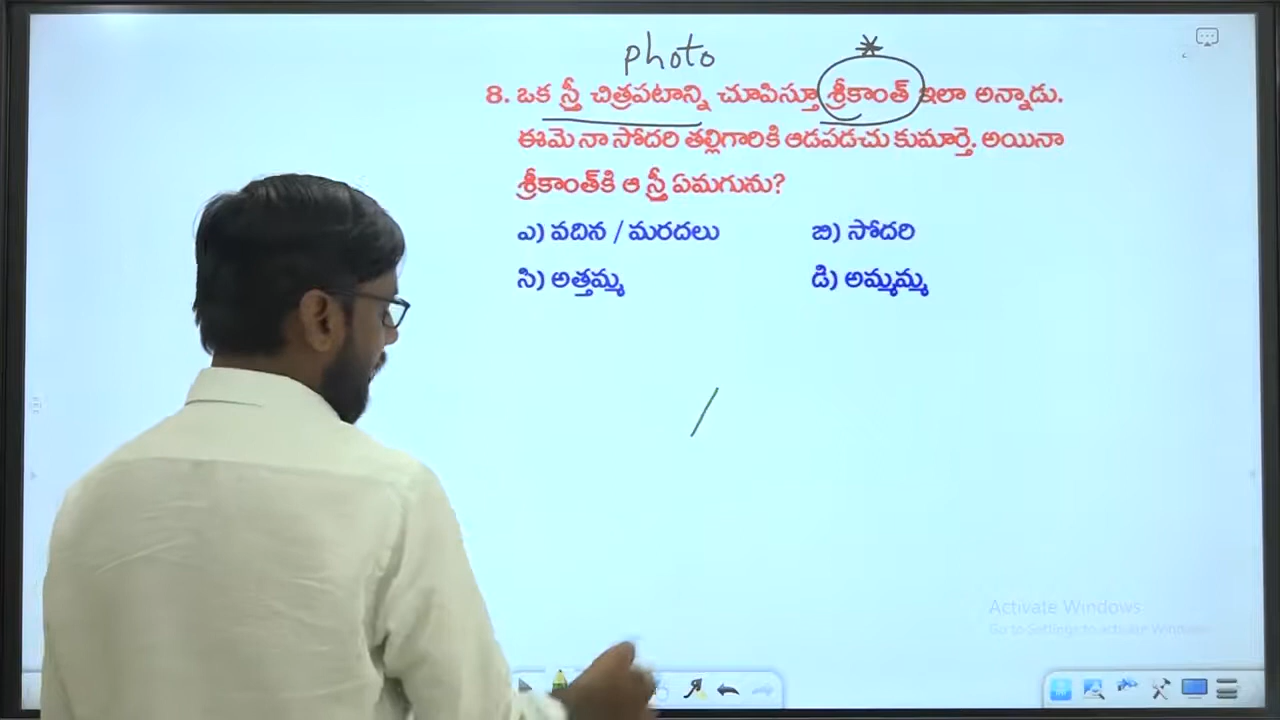 photo *
8. ఒక స్త్రీ చిత్రపటాన్ని చూపిస్తూ శ్రీకాంత్ ఇలా అన్నాడు.
ఈమె నా సోదరి తల్లిగారికి ఆడపడచు కుమార్తె. అయినా
శ్రీకాంత్‌కి ఆ స్త్రీ ఏమగును?
ఎ) వదిన / మరదలు బి) సోదరి
సి) అత్తమ్మ డి) అమ్మమ్మ
Activate Windows
Go to Settings to activate Windows.